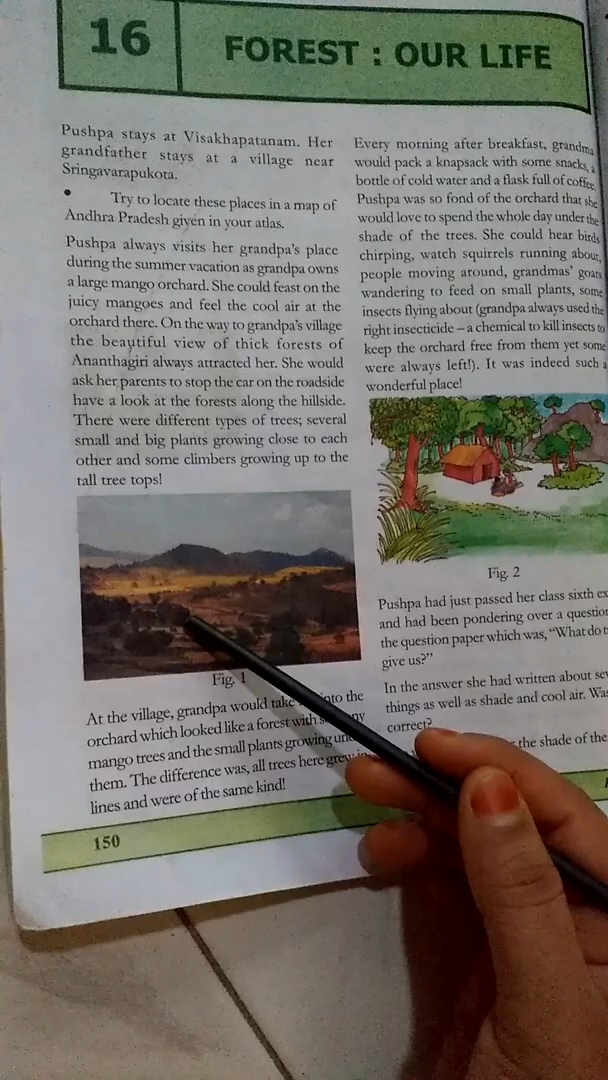 16
FOREST : OUR LIFE
Pushpa stays at Visakhapatanam. Her
grandfather stays at a village near
Sringavarapukota.
• Try to locate these places in a map of
Andhra Pradesh given in your atlas.
Pushpa always visits her grandpa's place
during the summer vacation as grandpa owns
a large mango orchard. She could feast on the
juicy mangoes and feel the cool air at the
orchard there. On the way to grandpa's village
the beautiful view of thick forests of
Ananthagiri always attracted her. She would
ask her parents to stop the car on the roadside
have a look at the forests along the hillside.
There were different types of trees; several
small and big plants growing close to each
other and some climbers growing up to the
tall tree tops!
Fig. 1
At the village, grandpa would take into the
orchard which looked like a forest with
mango trees and the small plants growing
them. The difference was, all trees here grew
lines and were of the same kind!
150
Every morning after breakfast, grandma
would pack a knapsack with some snacks, a
bottle of cold water and a flask full of coffee.
Pushpa was so fond of the orchard that she
would love to spend the whole day under the
shade of the trees. She could hear birds
chirping, watch squirrels running about,
people moving around, grandmas' goats
wandering to feed on small plants, some
insects flying about (grandpa always used the
right insecticide – a chemical to kill insects to
keep the orchard free from them yet some
were always left!). It was indeed such a
wonderful place!
Fig. 2
Pushpa had just passed her class sixth
and had been pondering over a question
the question paper which was, "What do
give us?"
In the answer she had written about
things as well as shade and cool air.
correct?
the shade of the